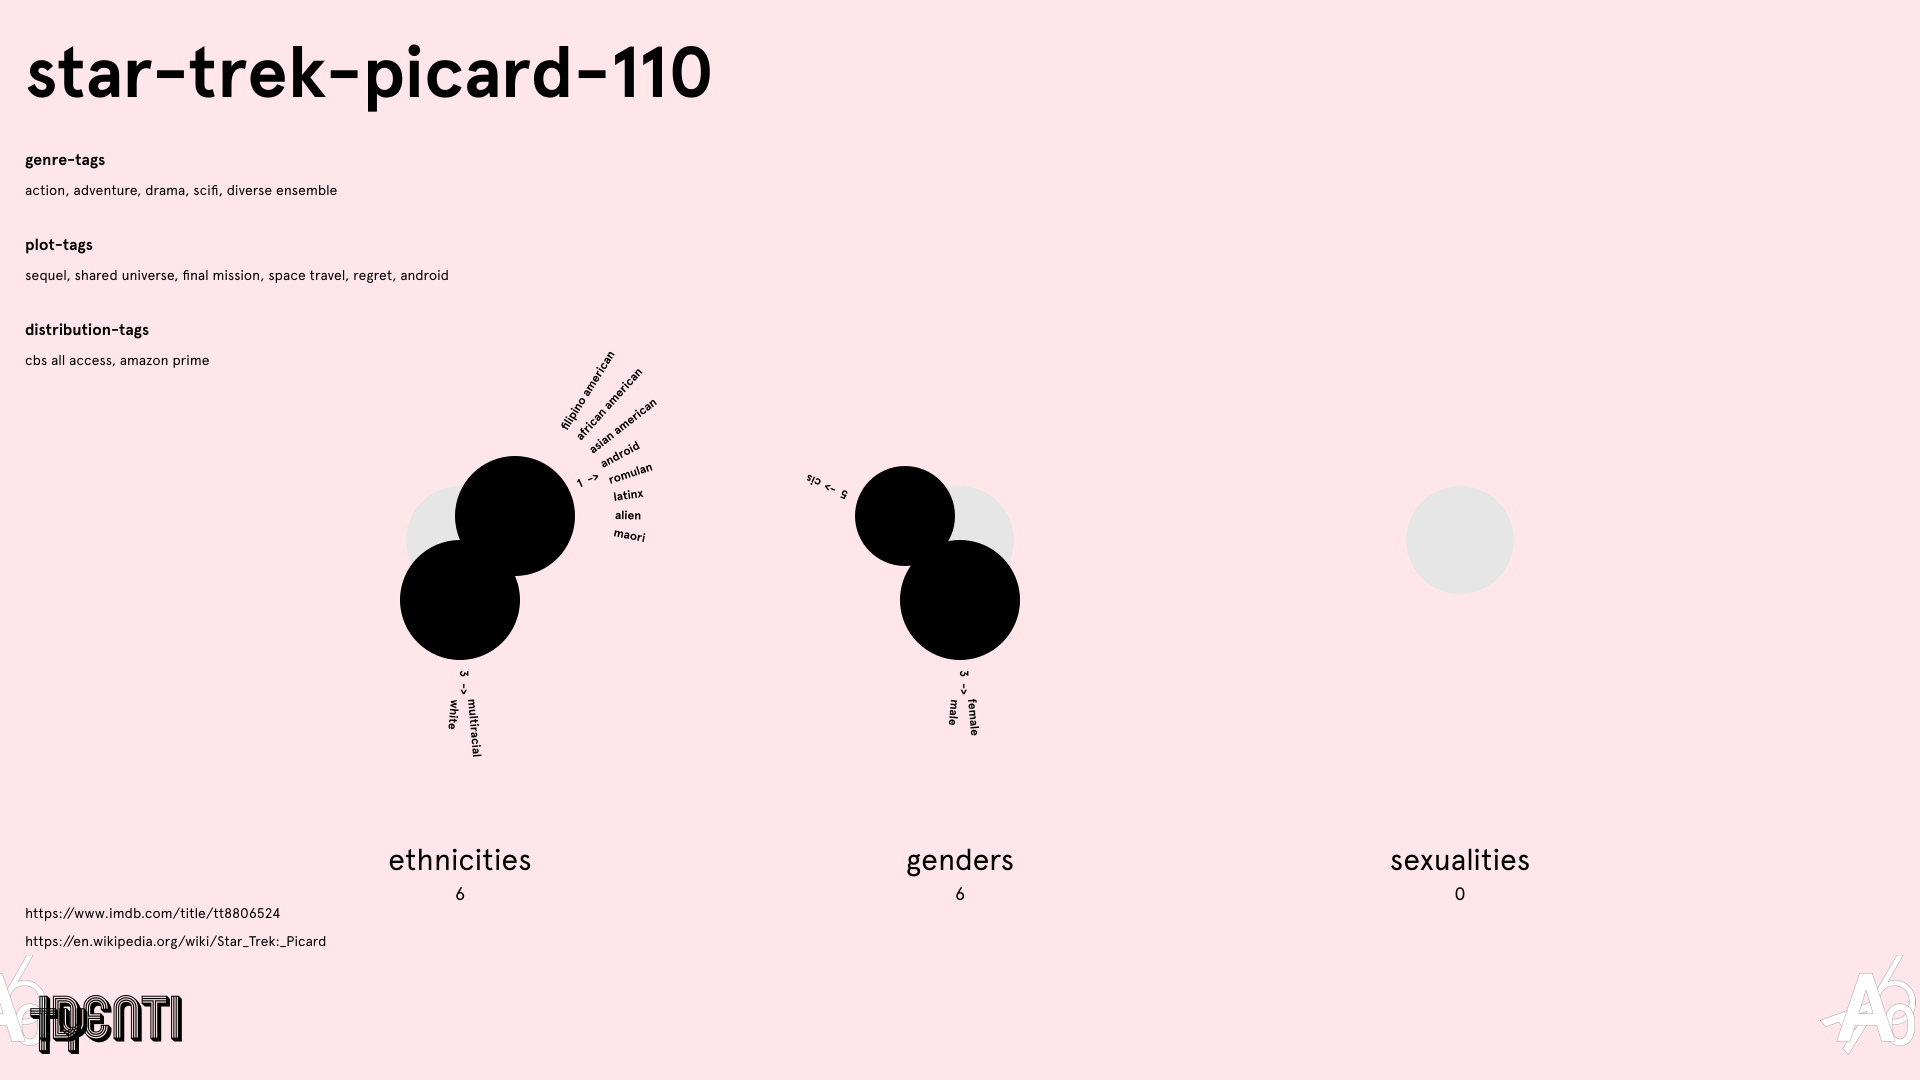 star-trek-picard-110
genre-tags
action, adventure, drama, scifi, diverse ensemble
plot-tags
sequel, shared universe, final mission, space travel, regret, android
distribution-tags
cbs all access, amazon prime
filipino american
african american
asian american
android
1 -> romulan
latinx
alien
maori
5 -> cis
3 ->
multiracial
white
3 ->
female
male
ethnicities
6
genders
6
sexualities
0
https://www.imdb.com/title/tt8806524
https://en.wikipedia.org/wiki/Star_Trek:_Picard
IDENTI